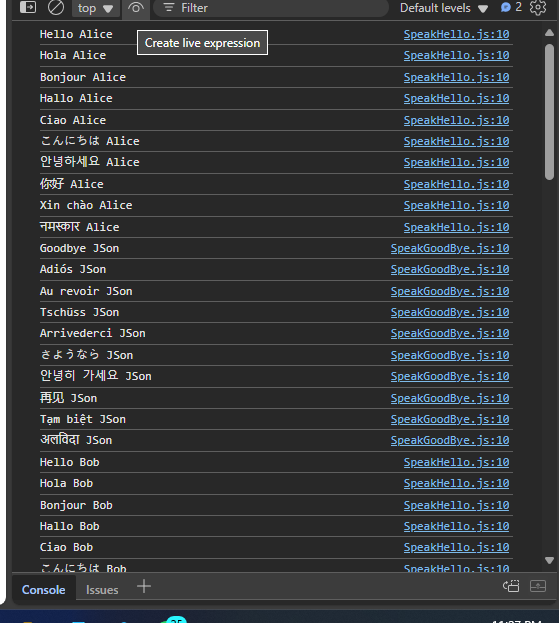 top
Filter
Default levels
2
Hello Alice SpeakHello.js:10
Create live expression
Hola Alice SpeakHello.js:10
Bonjour Alice SpeakHello.js:10
Hallo Alice SpeakHello.js:10
Ciao Alice SpeakHello.js:10
こんにちは Alice SpeakHello.js:10
안녕하세요 Alice SpeakHello.js:10
你好 Alice SpeakHello.js:10
Xin chào Alice SpeakHello.js:10
नमस्कार Alice SpeakHello.js:10
Goodbye JSon SpeakGoodBye.js:10
Adiós JSon SpeakGoodBye.js:10
Au revoir JSon SpeakGoodBye.js:10
Tschüss JSon SpeakGoodBye.js:10
Arrivederci JSon SpeakGoodBye.js:10
さようなら JSon SpeakGoodBye.js:10
안녕히 가세요 JSon SpeakGoodBye.js:10
再见 JSon SpeakGoodBye.js:10
Tạm biệt JSon SpeakGoodBye.js:10
अलविदा JSon SpeakGoodBye.js:10
Hello Bob SpeakHello.js:10
Hola Bob SpeakHello.js:10
Bonjour Bob SpeakHello.js:10
Hallo Bob SpeakHello.js:10
Ciao Bob SpeakHello.js:10
こんにちは Bob SpeakHello.js:10
Console
Issues